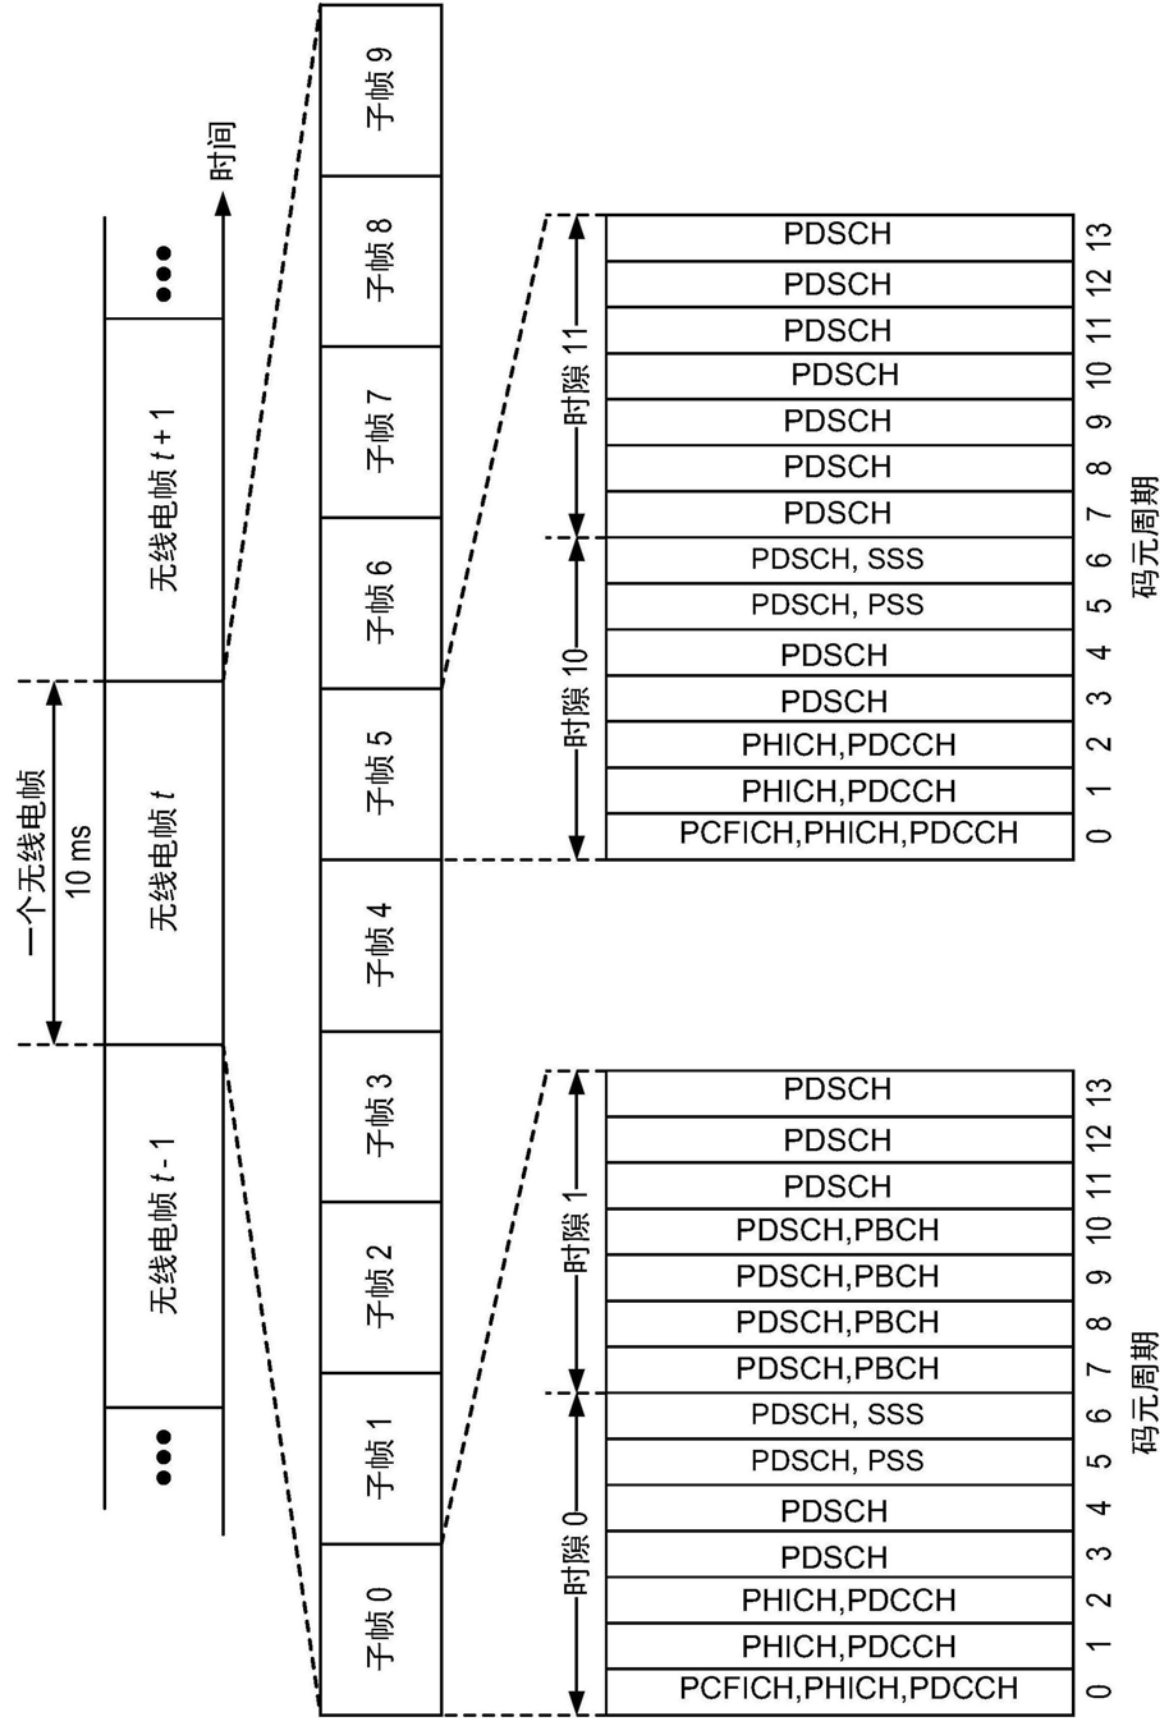 一个无线电帧
10 ms
无线电帧 t - 1
无线电帧 t
无线电帧 t + 1
时间
子帧 0
子帧 1
子帧 2
子帧 3
子帧 4
子帧 5
子帧 6
子帧 7
子帧 8
子帧 9
时隙 0
时隙 1
PCFICH,PHICH,PDCCH
PHICH,PDCCH
PHICH,PDCCH
PDSCH
PDSCH
PDSCH, PSS
PDSCH, SSS
PDSCH,PBCH
PDSCH,PBCH
PDSCH,PBCH
PDSCH,PBCH
PDSCH
PDSCH
PDSCH
0 1 2 3 4 5 6 7 8 9 10 11 12 13
码元周期
时隙 10
时隙 11
PCFICH,PHICH,PDCCH
PHICH,PDCCH
PHICH,PDCCH
PDSCH
PDSCH
PDSCH, PSS
PDSCH, SSS
PDSCH
PDSCH
PDSCH
PDSCH
PDSCH
PDSCH
PDSCH
0 1 2 3 4 5 6 7 8 9 10 11 12 13
码元周期